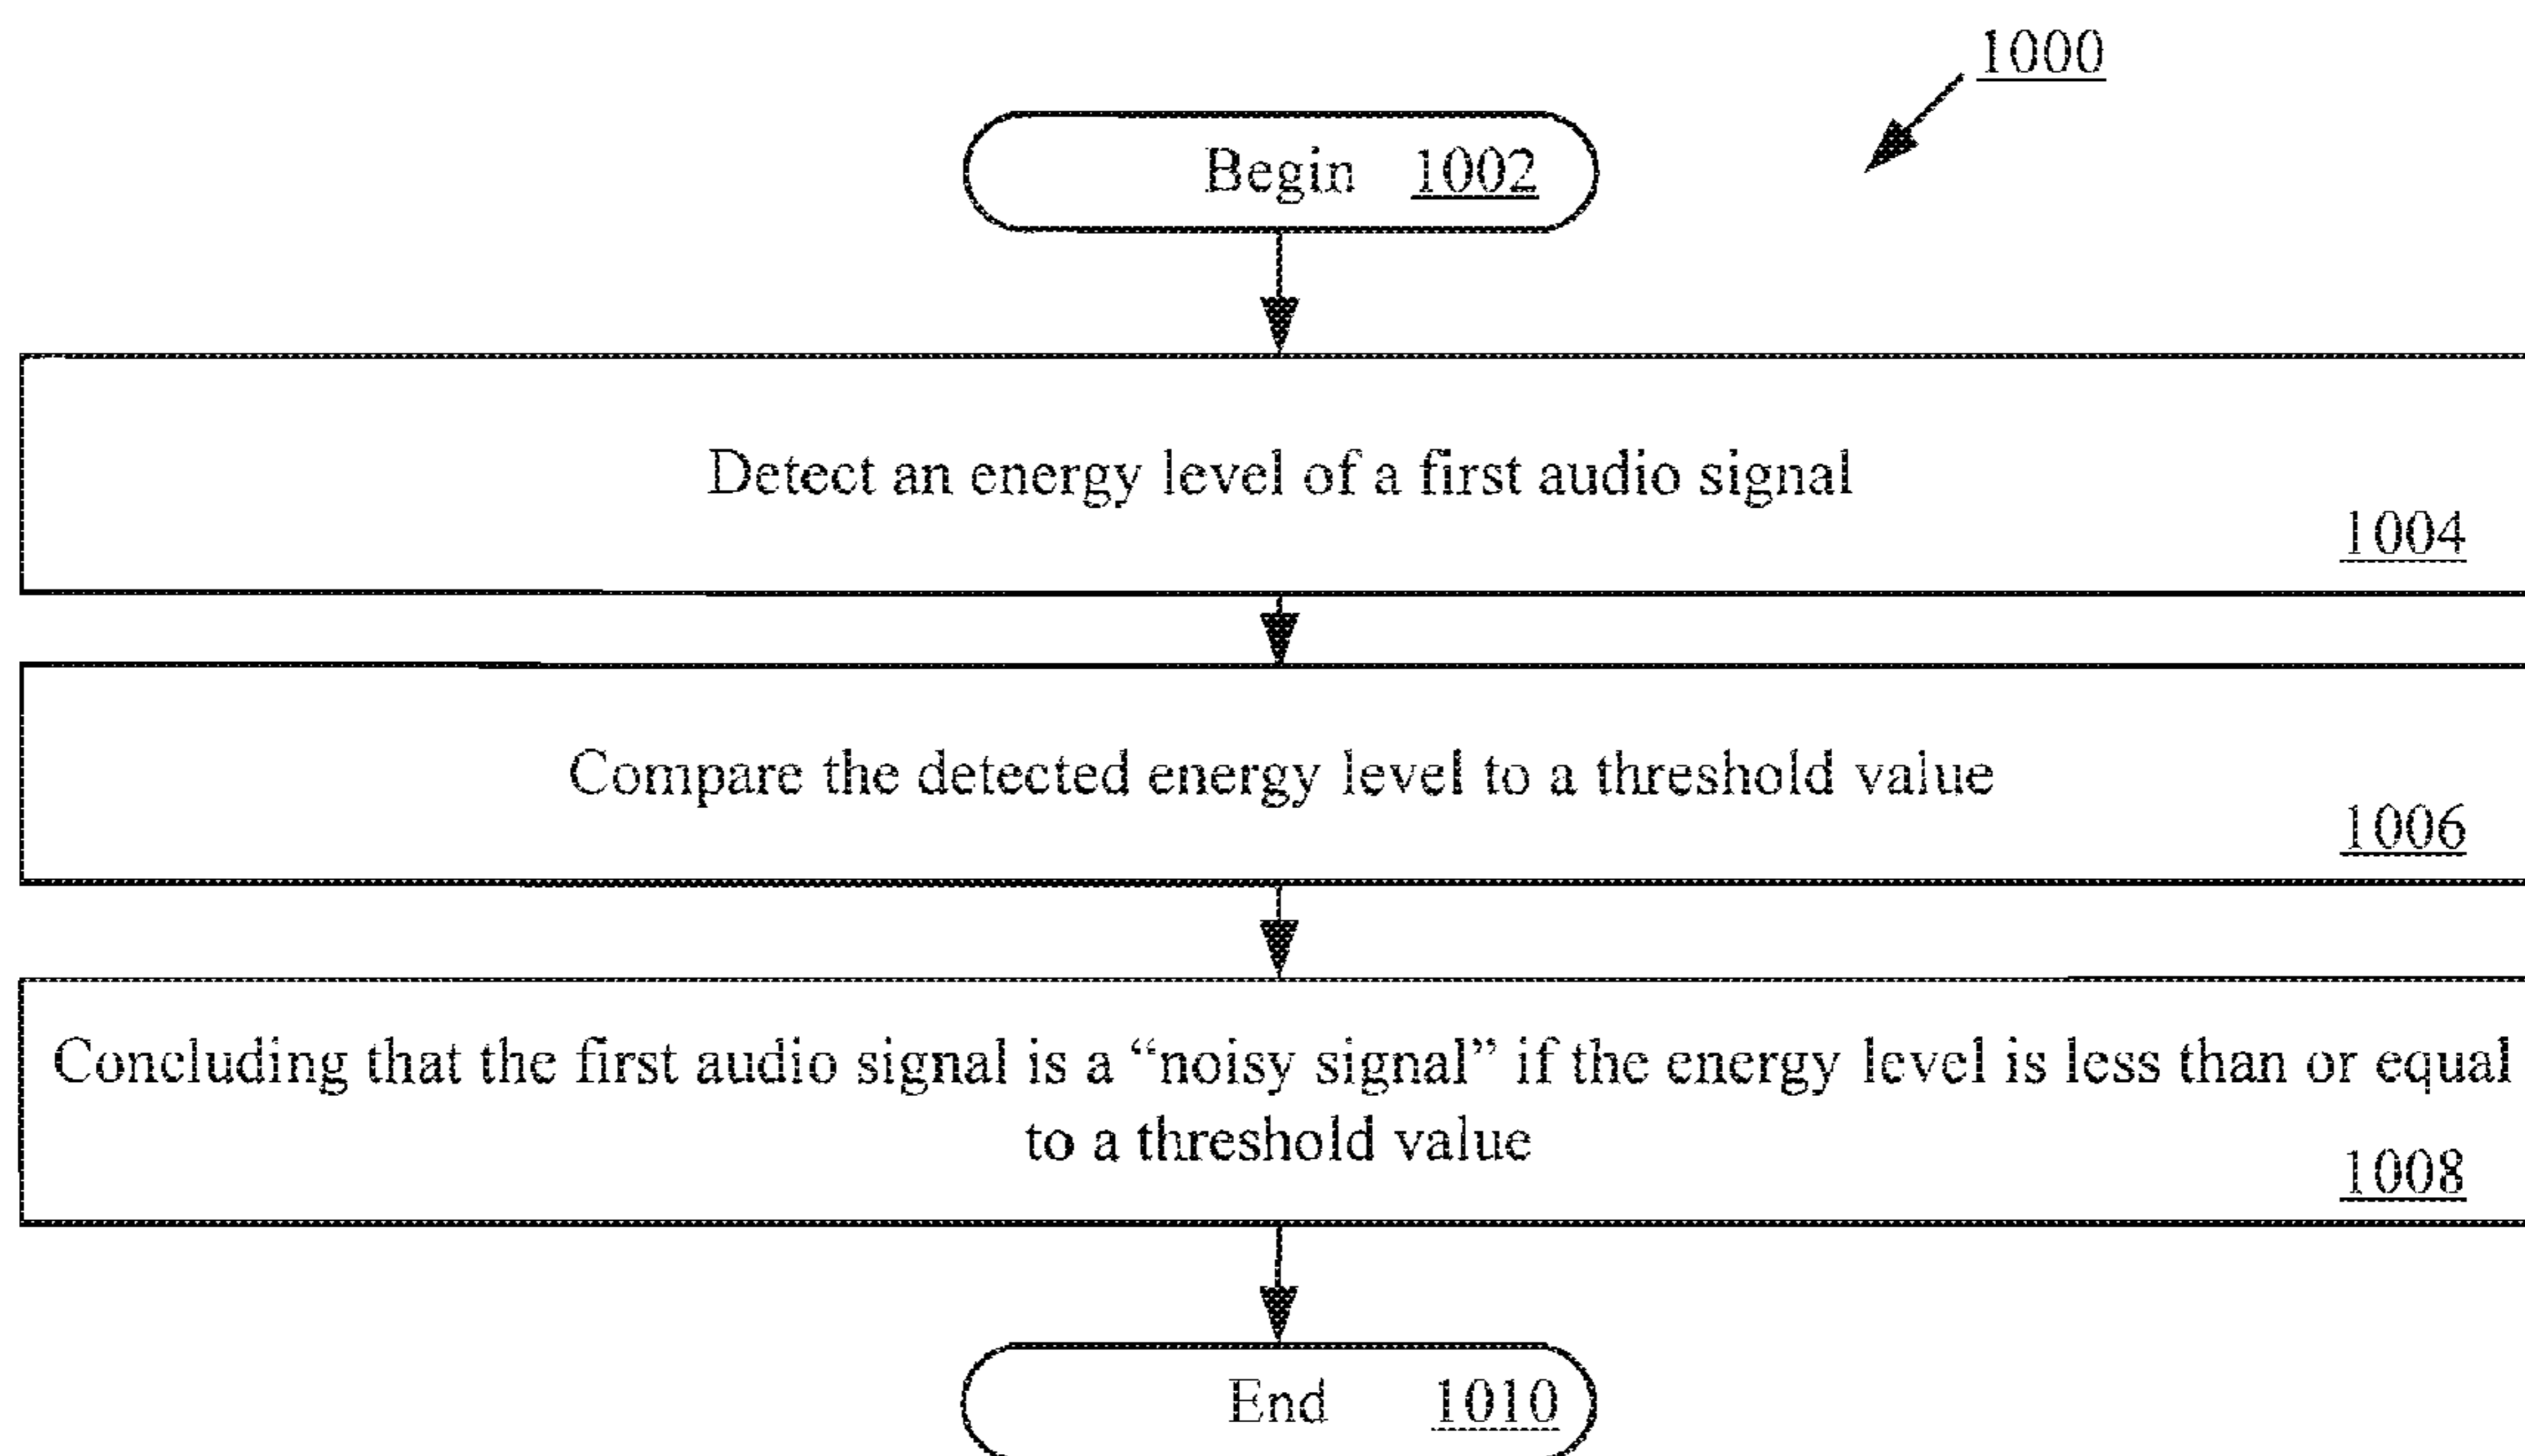 1000
Begin 1002
Detect an energy level of a first audio signal
1004
Compare the detected energy level to a threshold value
1006
Concluding that the first audio signal is a “noisy signal” if the energy level is less than or equal
to a threshold value
1008
End 1010